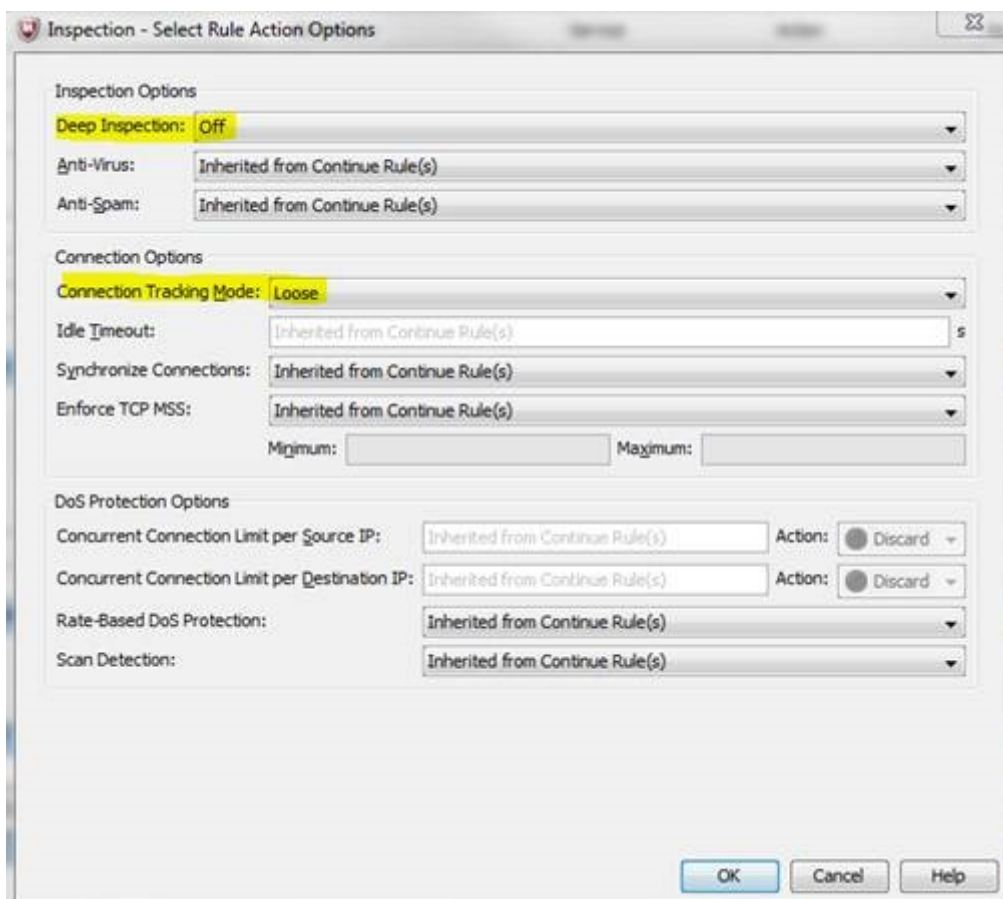 Inspection - Select Rule Action Options
Inspection Options
Deep Inspection: Off
Anti-Virus: Inherited from Continue Rule(s)
Anti-Spam: Inherited from Continue Rule(s)
Connection Options
Connection Tracking Mode: Loose
Idle Timeout: Inherited from Continue Rule(s) s
Synchronize Connections: Inherited from Continue Rule(s)
Enforce TCP MSS: Inherited from Continue Rule(s)
Minimum: Maximum:
DoS Protection Options
Concurrent Connection Limit per Source IP: Inherited from Continue Rule(s) Action: Discard
Concurrent Connection Limit per Destination IP: Inherited from Continue Rule(s) Action: Discard
Rate-Based DoS Protection: Inherited from Continue Rule(s)
Scan Detection: Inherited from Continue Rule(s)
OK Cancel Help